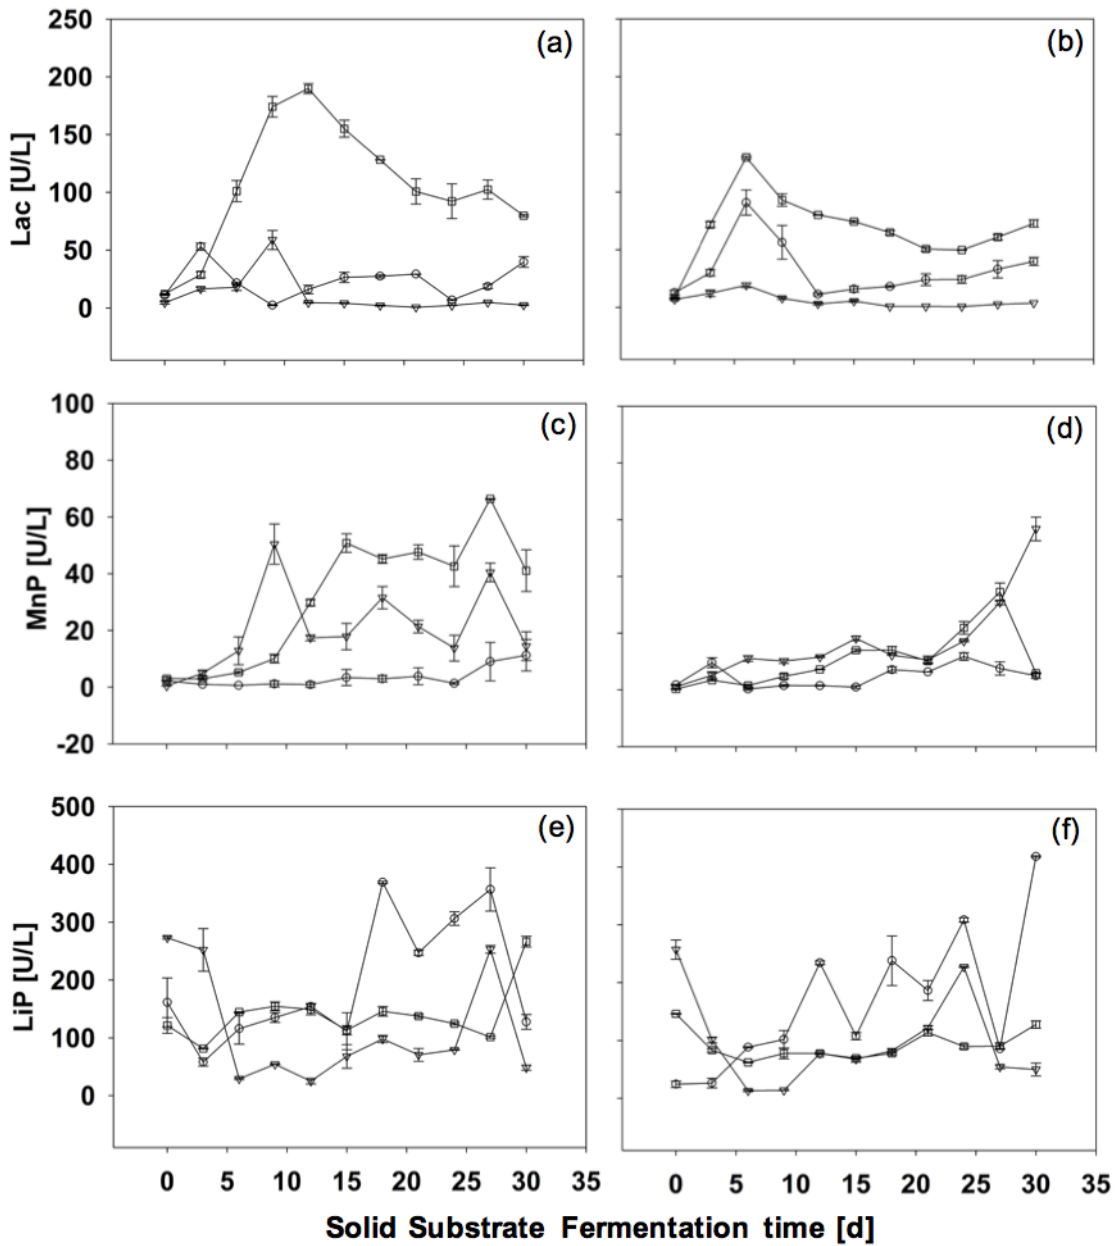 250
200
150
100
50
0
Lac [U/L]
(a)
(b)
100
80
60
40
20
0
-20
MnP [U/L]
(c)
(d)
500
400
300
200
100
0
LiP [U/L]
(e)
(f)
0 5 10 15 20 25 30 35
0 5 10 15 20 25 30 35
Solid Substrate Fermentation time [d]